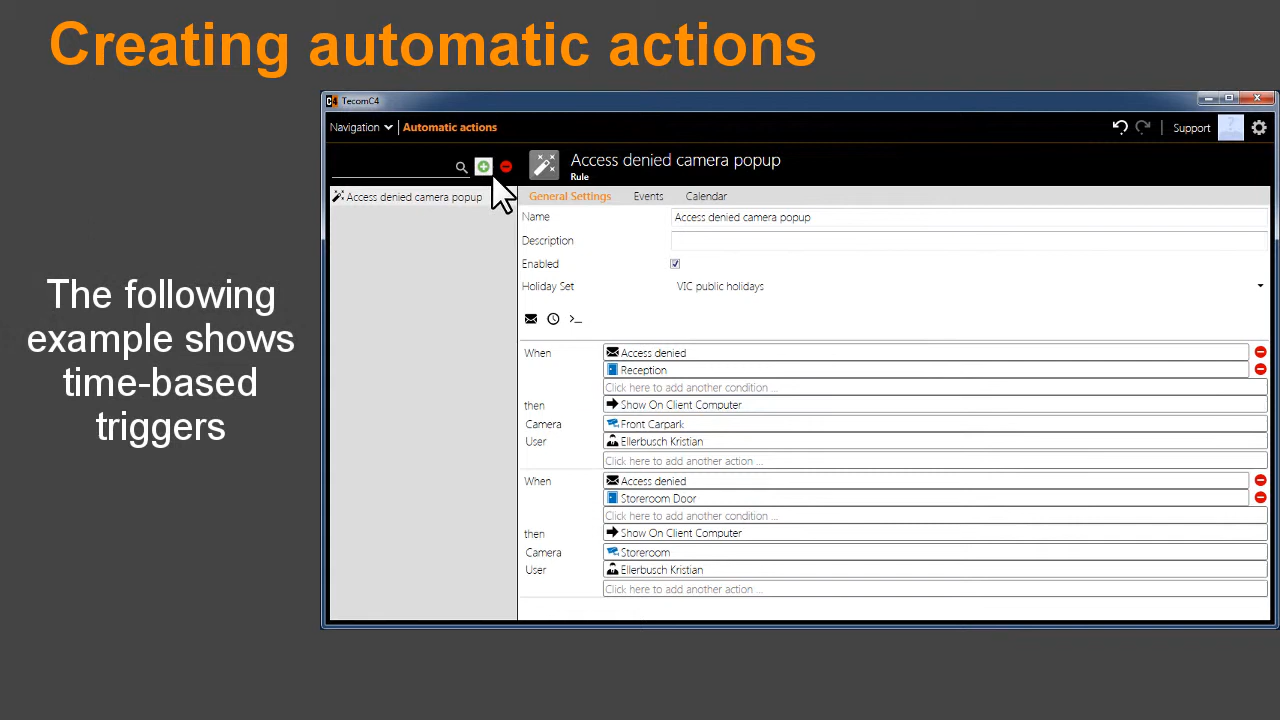 Creating automatic actions
The following
example shows
time-based
triggers
C4 TecomC4
Navigation Automatic actions
Support ?
Access denied camera popup
Rule
Access denied camera popup
General Settings Events Calendar
Name Access denied camera popup
Description
Enabled
Holiday Set VIC public holidays
When Access denied
Reception
Click here to add another condition ...
then Show On Client Computer
Camera Front Carpark
User Ellerbusch Kristian
Click here to add another action ...
When Access denied
Storeroom Door
Click here to add another condition ...
then Show On Client Computer
Camera Storeroom
User Ellerbusch Kristian
Click here to add another action ...